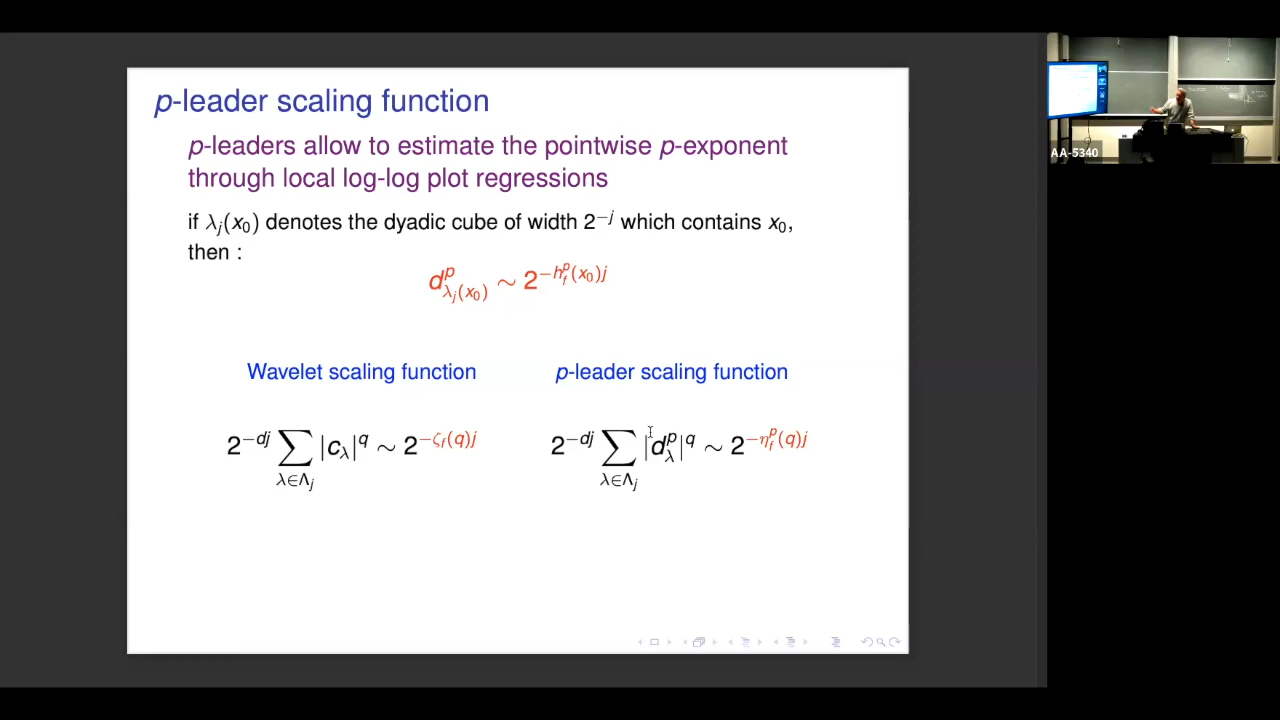 p-leader scaling function
p-leaders allow to estimate the pointwise p-exponent
through local log-log plot regressions
if λ_j(x_0) denotes the dyadic cube of width 2^{−j} which contains x_0,
then :
d^p_{λ_j(x_0)} ∼ 2^{−h^p_f(x_0)j}
Wavelet scaling function
p-leader scaling function
2^{−dj} ∑_{λ∈Λ_j} |c_λ|^q ∼ 2^{−ζ_f(q)j}
2^{−dj} ∑_{λ∈Λ_j} |d^p_λ|^q ∼ 2^{−η^p_f(q)j}
AA-5340